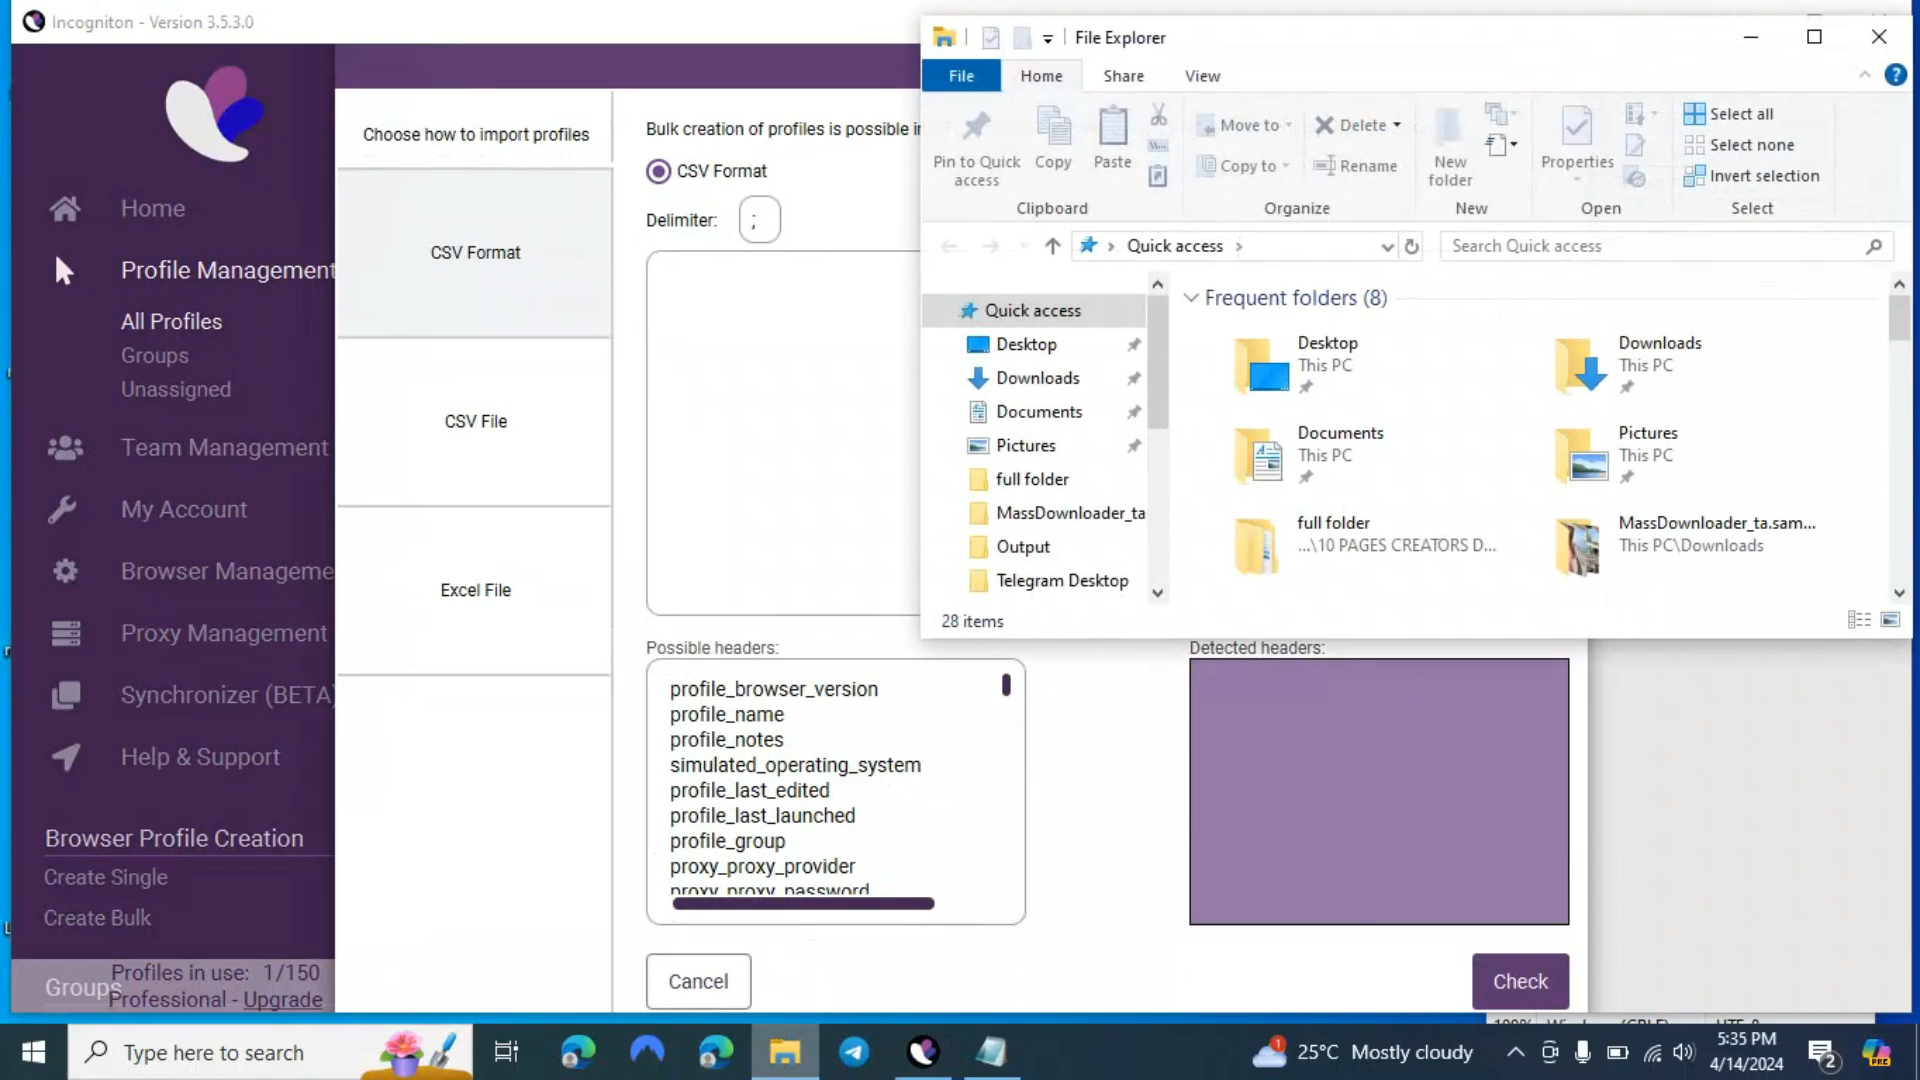 Incogniton - Version 3.5.3.0
Home
Profile Management
All Profiles
Groups
Unassigned
Team Management
My Account
Browser Manageme
Proxy Management
Synchronizer (BETA)
Help & Support
Browser Profile Creation
Create Single
Create Bulk
Groups
Profiles in use: 1/150
Professional - Upgrade
Choose how to import profiles
CSV Format
CSV File
Excel File
Bulk creation of profiles is possible i
CSV Format
Delimiter: ;
Possible headers:
profile_browser_version
profile_name
profile_notes
simulated_operating_system
profile_last_edited
profile_last_launched
profile_group
proxy_proxy_provider
proxy_proxy_password
Detected headers:
Cancel
Check
File Explorer
File Home Share View
Pin to Quick access
Copy
Paste
Clipboard
Move to
Copy to
Delete
Rename
Organize
New folder
New
Properties
Open
Select all
Select none
Invert selection
Select
Quick access
Search Quick access
Quick access
Desktop
Downloads
Documents
Pictures
full folder
MassDownloader_ta
Output
Telegram Desktop
Frequent folders (8)
Desktop
This PC
Downloads
This PC
Documents
This PC
Pictures
This PC
full folder
...\10 PAGES CREATORS D...
MassDownloader_ta.sam...
This PC\Downloads
28 items
Type here to search
25°C Mostly cloudy
5:35 PM
4/14/2024
2